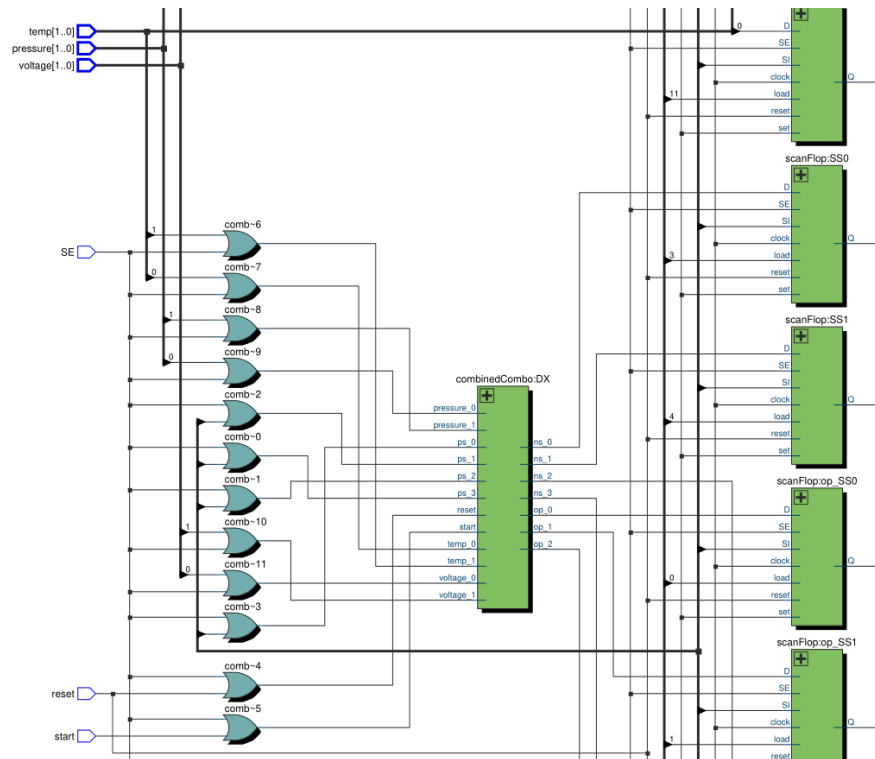 temp[1..0]
pressure[1..0]
voltage[1..0]
SE
reset
start
1
comb~6
0
comb~7
1
comb~8
0
comb~9
comb~2
comb~0
comb~1
1
comb~10
0
comb~11
comb~3
comb~4
comb~5
combinedCombo:DX
pressure_0
pressure_1
ps_0
ps_1
ps_2
ps_3
reset
start
temp_0
temp_1
voltage_0
voltage_1
ns_0
ns_1
ns_2
ns_3
op_0
op_1
op_2
0
D
SE
SI
clock
11
load
reset
set
Q
scanFlop:SS0
D
SE
SI
clock
3
load
reset
set
Q
scanFlop:SS1
D
SE
SI
clock
4
load
reset
set
Q
scanFlop:op_SS0
D
SE
SI
clock
0
load
reset
set
Q
scanFlop:op_SS1
D
SE
SI
clock
1
load
reset
Q